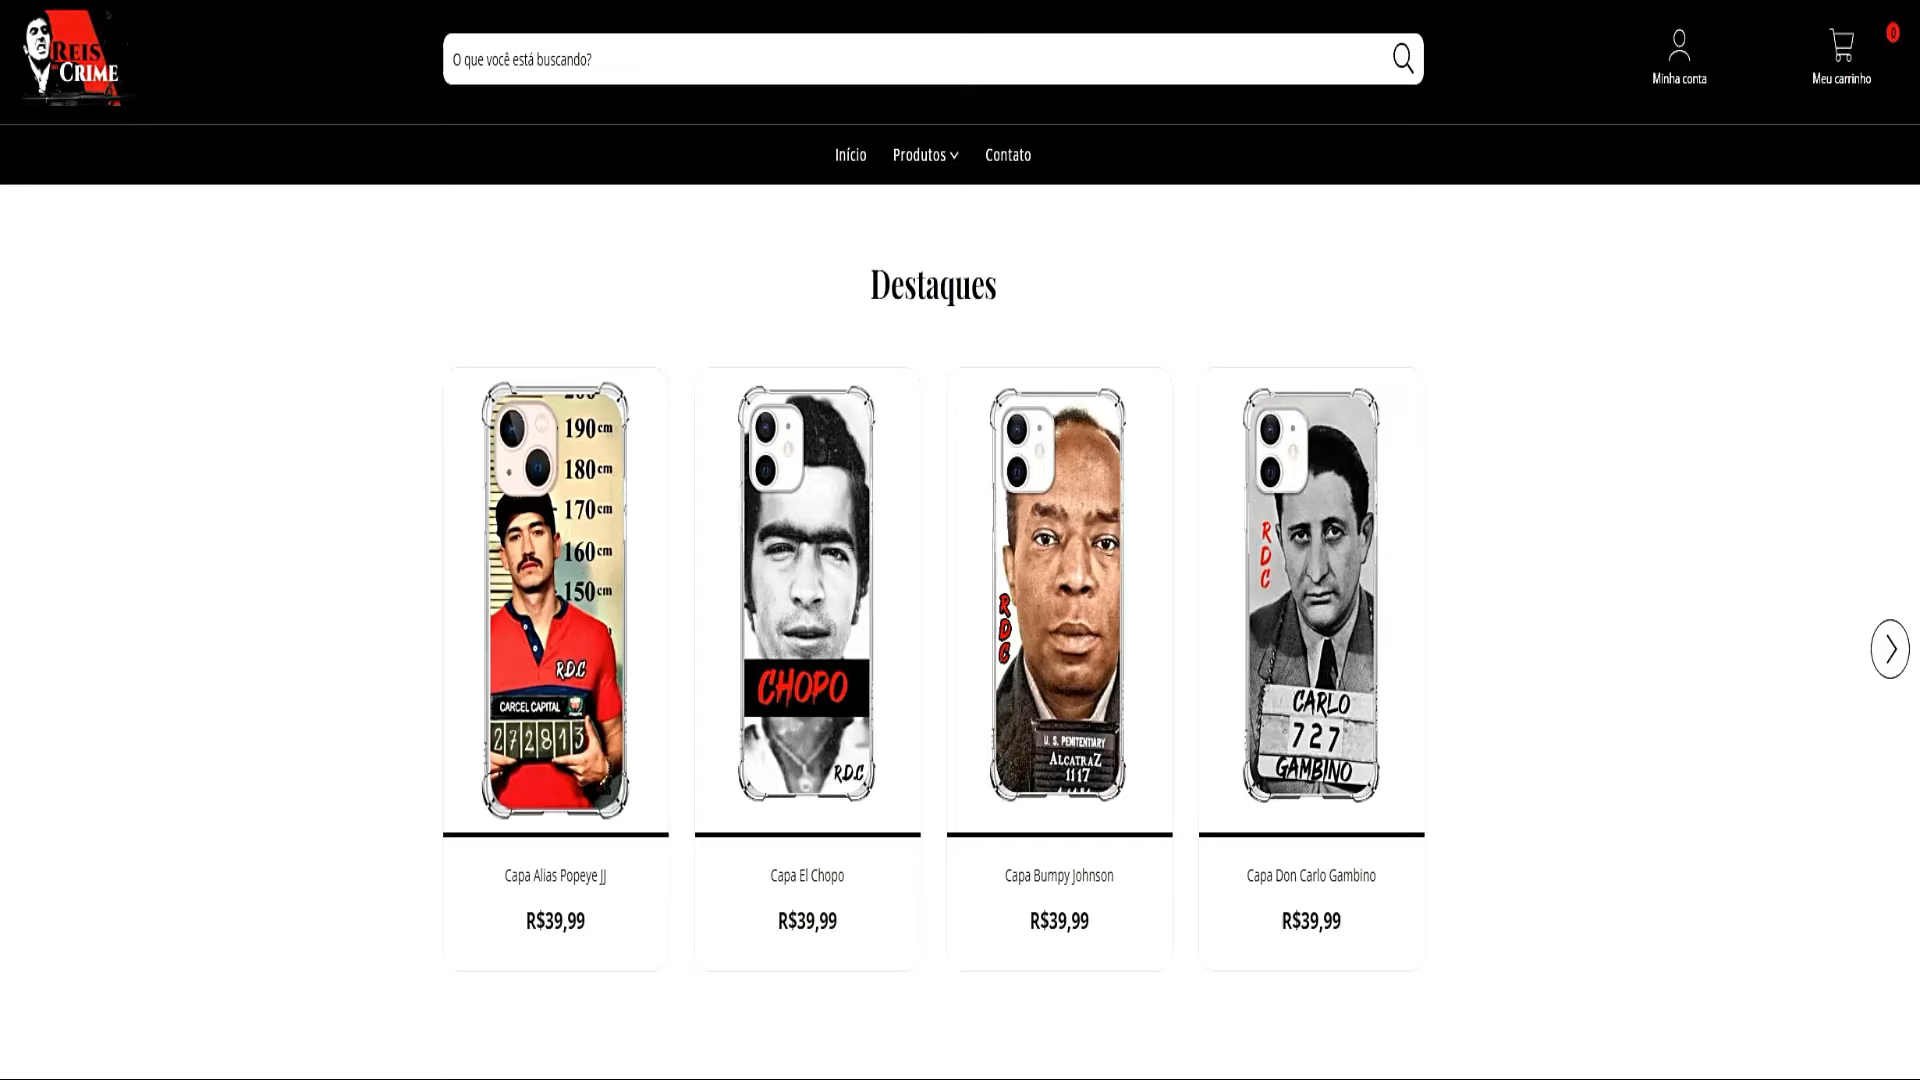 REIS
CRIME
O que você está buscando?
Minha conta
0
Meu carrinho
Início
Produtos
Contato
Destaques
190cm
180cm
170cm
160cm
150cm
R.D.C
CARCEL CAPITAL
272813
CHOPO
R.D.C
RDC
U. S. PENITENTIARY
ALCATRAZ
1117
RDC
CARLO
727
GAMBINO
Capa Alias Popeye JJ
R$39,99
Capa El Chopo
R$39,99
Capa Bumpy Johnson
R$39,99
Capa Don Carlo Gambino
R$39,99